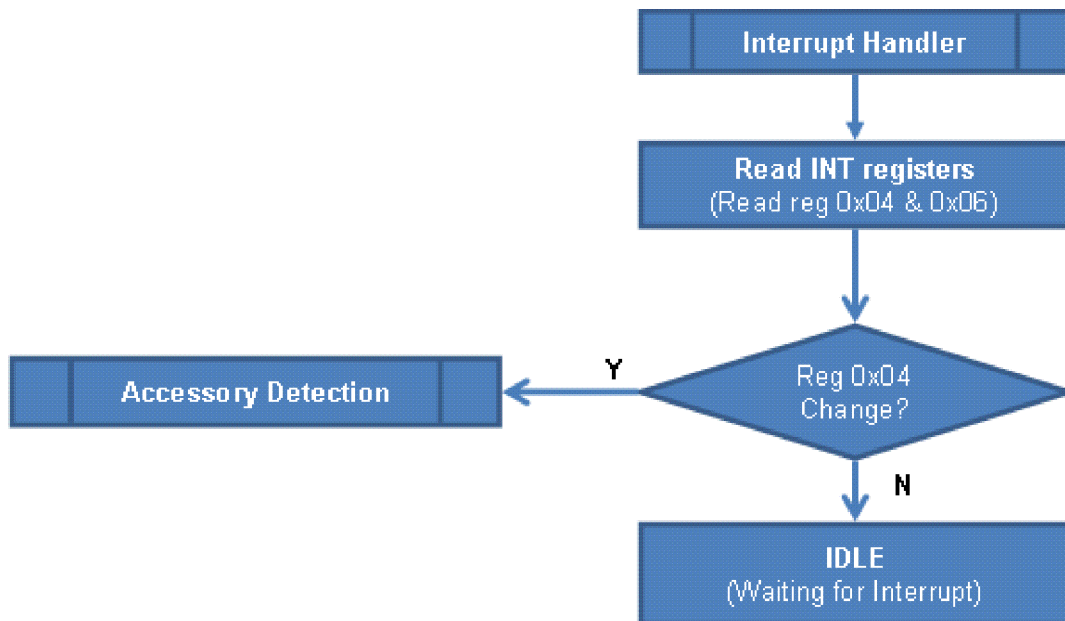 Interrupt Handler
Read INT registers
(Read reg 0x04 & 0x06)
Reg 0x04
Change?
Y
Accessory Detection
N
IDLE
(Waiting for Interrupt)